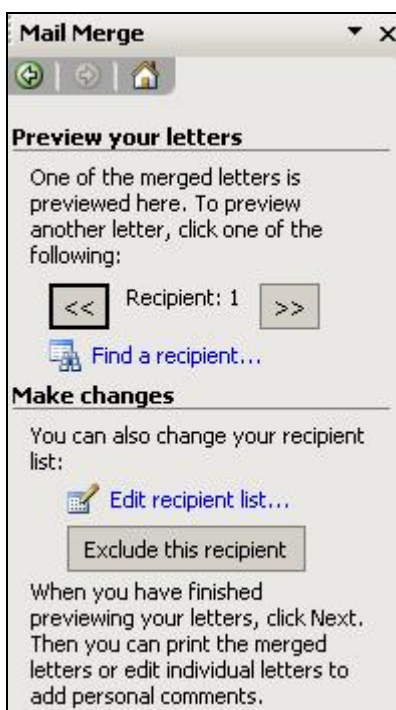 Mail Merge
Preview your letters
One of the merged letters is
previewed here. To preview
another letter, click one of the
following:
<< Recipient: 1 >>
Find a recipient...
Make changes
You can also change your recipient
list:
Edit recipient list...
Exclude this recipient
When you have finished
previewing your letters, click Next.
Then you can print the merged
letters or edit individual letters to
add personal comments.